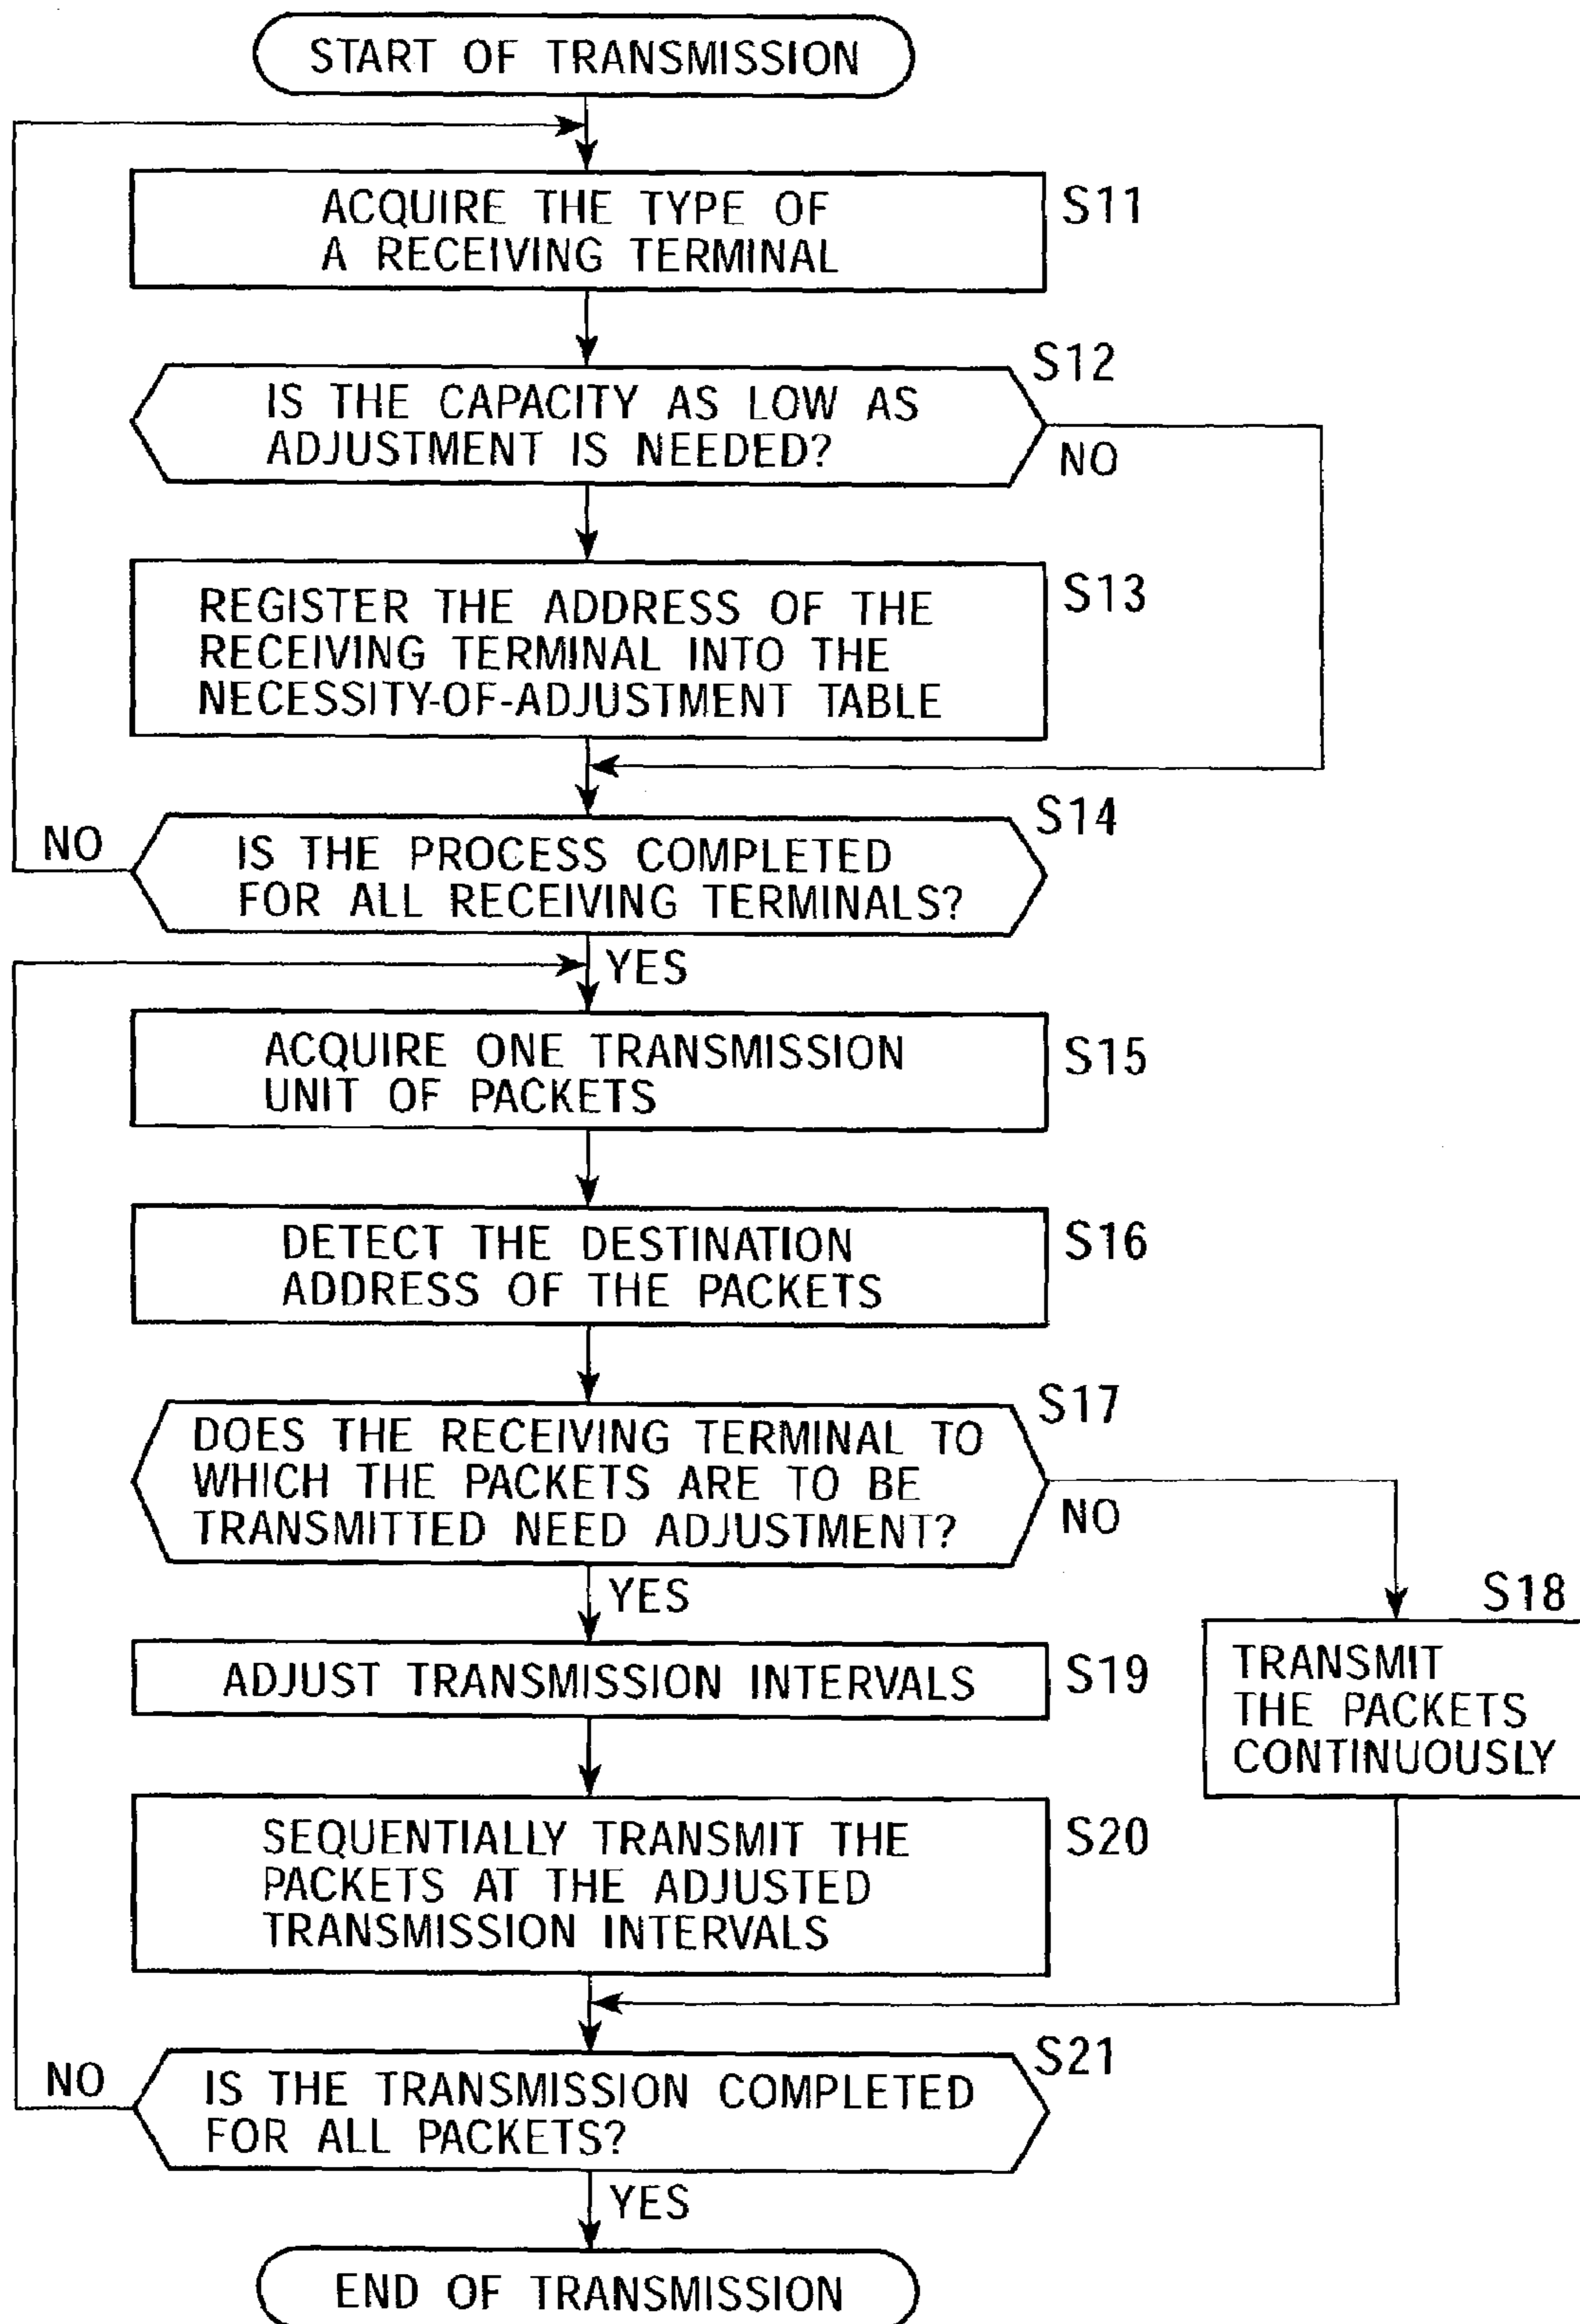 START OF TRANSMISSION
ACQUIRE THE TYPE OF
A RECEIVING TERMINAL
S11
S12
IS THE CAPACITY AS LOW AS
ADJUSTMENT IS NEEDED?
NO
REGISTER THE ADDRESS OF THE
RECEIVING TERMINAL INTO THE
NECESSITY-OF-ADJUSTMENT TABLE
S13
S14
NO
IS THE PROCESS COMPLETED
FOR ALL RECEIVING TERMINALS?
YES
ACQUIRE ONE TRANSMISSION
UNIT OF PACKETS
S15
DETECT THE DESTINATION
ADDRESS OF THE PACKETS
S16
S17
DOES THE RECEIVING TERMINAL TO
WHICH THE PACKETS ARE TO BE
TRANSMITTED NEED ADJUSTMENT?
NO
YES
S18
TRANSMIT
THE PACKETS
CONTINUOUSLY
ADJUST TRANSMISSION INTERVALS
S19
SEQUENTIALLY TRANSMIT THE
PACKETS AT THE ADJUSTED
TRANSMISSION INTERVALS
S20
S21
NO
IS THE TRANSMISSION COMPLETED
FOR ALL PACKETS?
YES
END OF TRANSMISSION